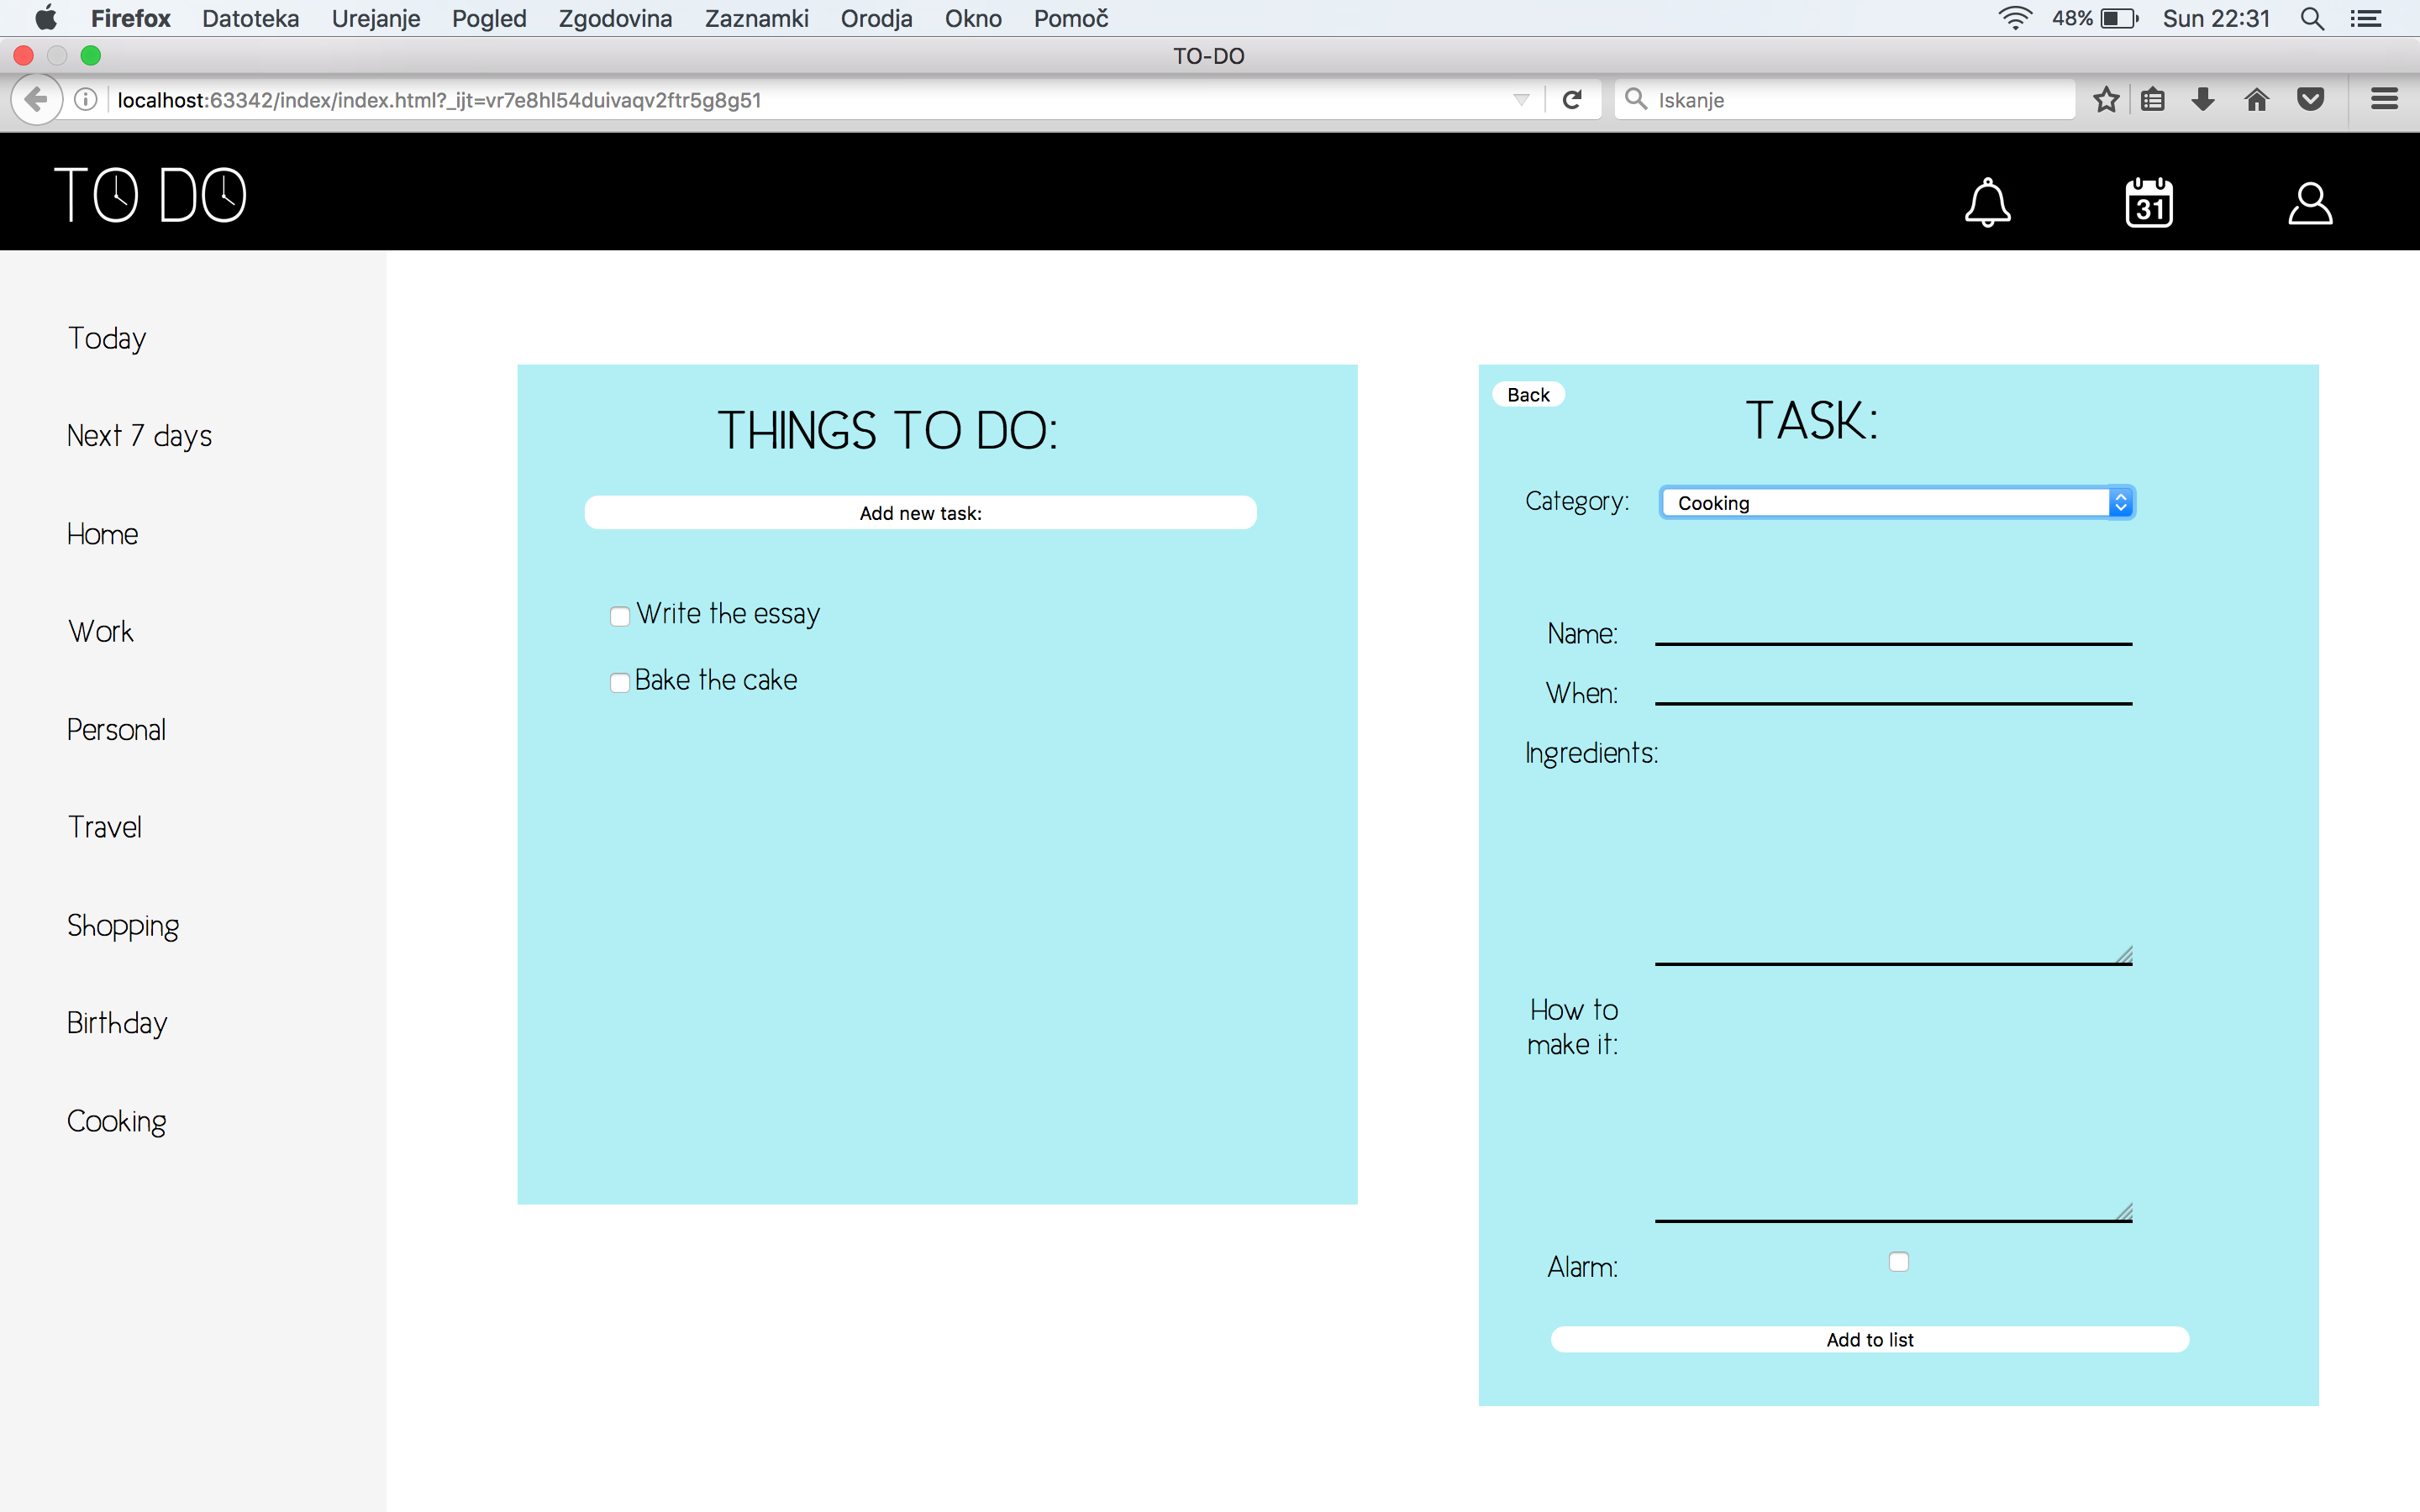 Firefox Datoteka Urejanje Pogled Zgodovina Zaznamki Orodja Okno Pomoč 48% Sun 22:31
TO-DO
localhost:63342/index/index.html?_ijt=vr7e8hl54duivaqv2ftr5g8g51 Iskanje
TO DO 31
Today
Next 7 days
Home
Work
Personal
Travel
Shopping
Birthday
Cooking
THINGS TO DO:
Add new task:
Write the essay
Bake the cake
Back
TASK:
Category: Cooking
Name:
When:
Ingredients:
How to
make it:
Alarm:
Add to list